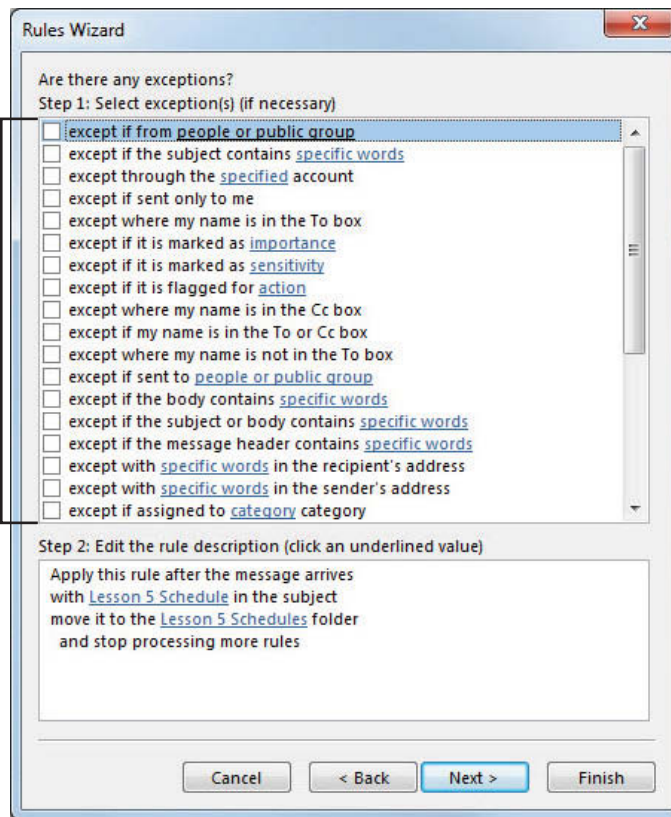 Rules Wizard
Are there any exceptions?
Step 1: Select exception(s) (if necessary)
except if from people or public group
except if the subject contains specific words
except through the specified account
except if sent only to me
except where my name is in the To box
except if it is marked as importance
except if it is marked as sensitivity
except if it is flagged for action
except where my name is in the Cc box
except if my name is in the To or Cc box
except where my name is not in the To box
except if sent to people or public group
except if the body contains specific words
except if the subject or body contains specific words
except if the message header contains specific words
except with specific words in the recipient's address
except with specific words in the sender's address
except if assigned to category category
Step 2: Edit the rule description (click an underlined value)
Apply this rule after the message arrives
with Lesson 5 Schedule in the subject
move it to the Lesson 5 Schedules folder
and stop processing more rules
Cancel < Back Next > Finish